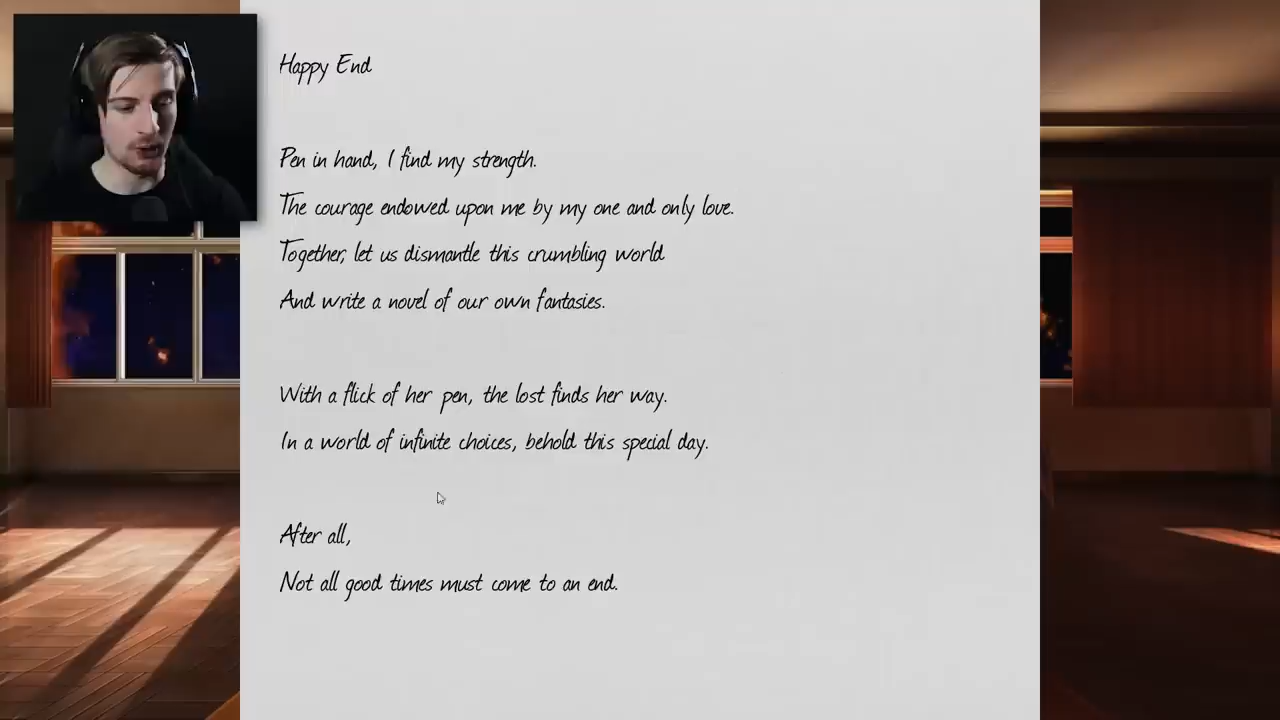 Happy End
Pen in hand, I find my strength.
The courage endowed upon me by my one and only love.
Together, let us dismantle this crumbling world
And write a novel of our own fantasies.
With a flick of her pen, the lost finds her way.
In a world of infinite choices, behold this special day.
After all,
Not all good times must come to an end.